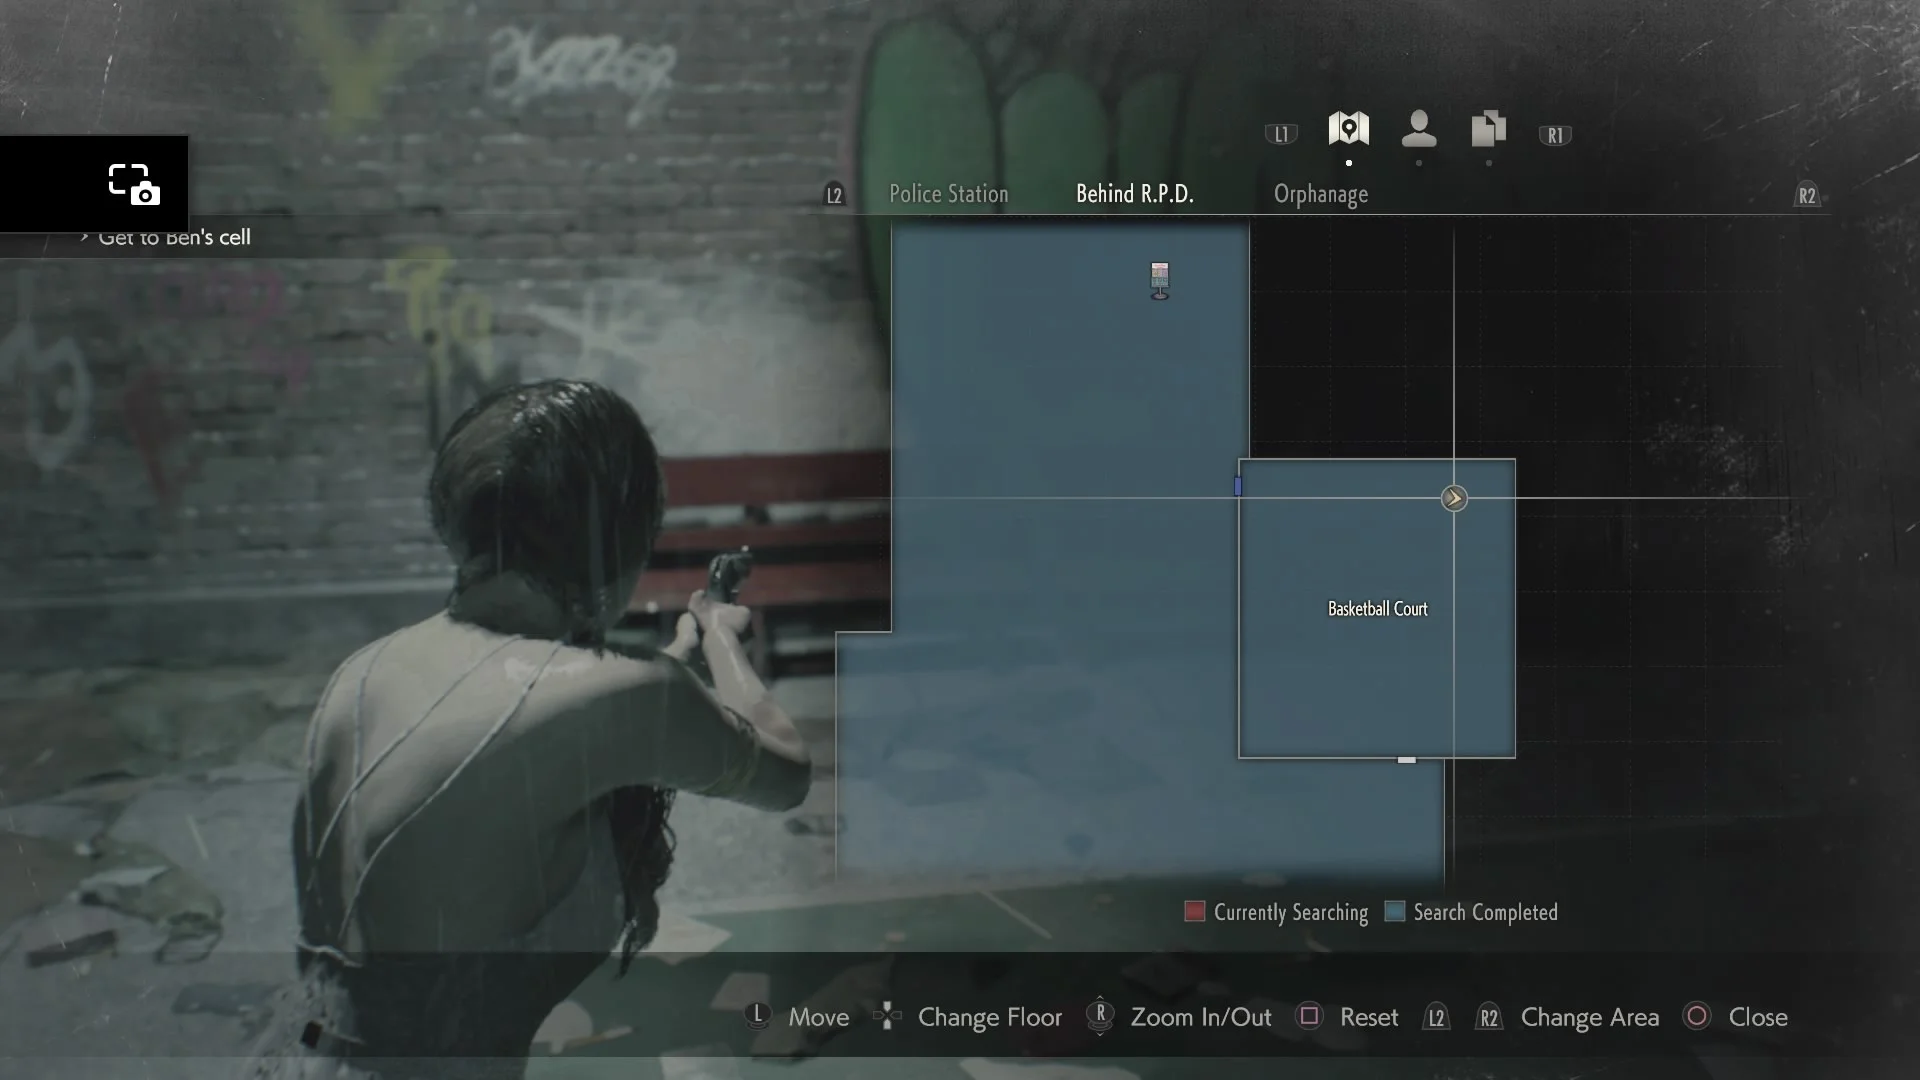 L1
R1
L2 Police Station Behind R.P.D. Orphanage R2
> Get to Ben's cell
Basketball Court
Currently Searching Search Completed
L Move Change Floor R Zoom In/Out Reset L2 R2 Change Area Close